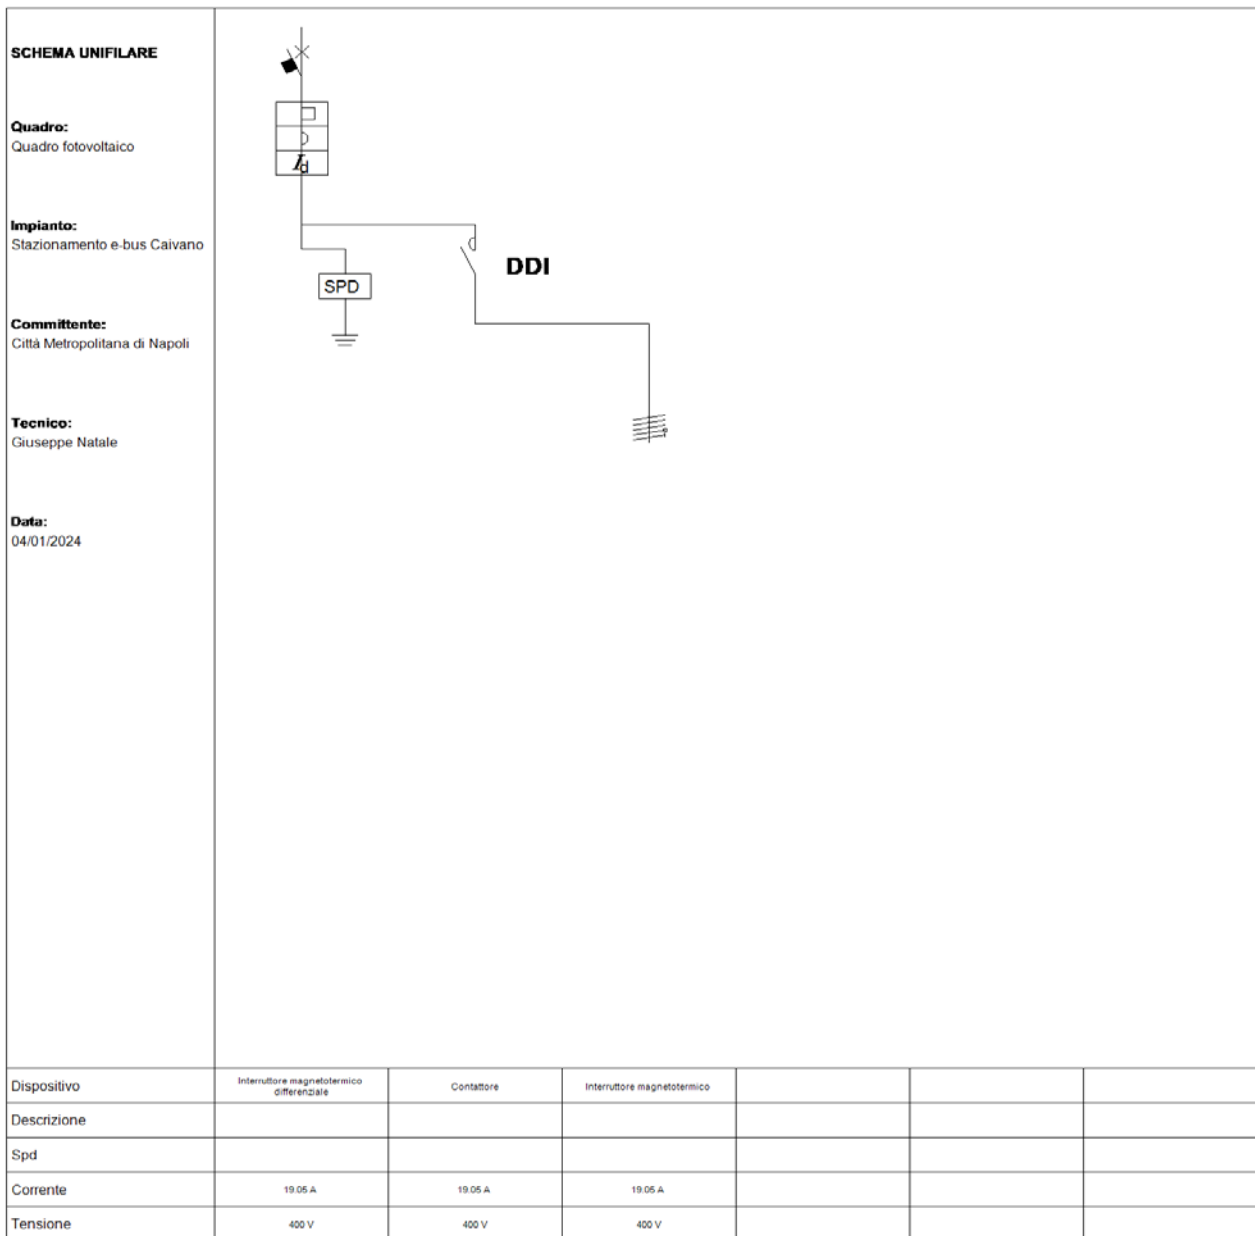 SCHEMA UNIFILARE
Quadro:
Quadro fotovoltaico
Impianto:
Stazionamento e-bus Caivano
Committente:
Città Metropolitana di Napoli
Tecnico:
Giuseppe Natale
Data:
04/01/2024
Id
SPD
DDI
Dispositivo
Interruttore magnetotermico
differenziale
Contattore
Interruttore magnetotermico
Descrizione
Spd
Corrente
19.05 A
19.05 A
19.05 A
Tensione
400 V
400 V
400 V